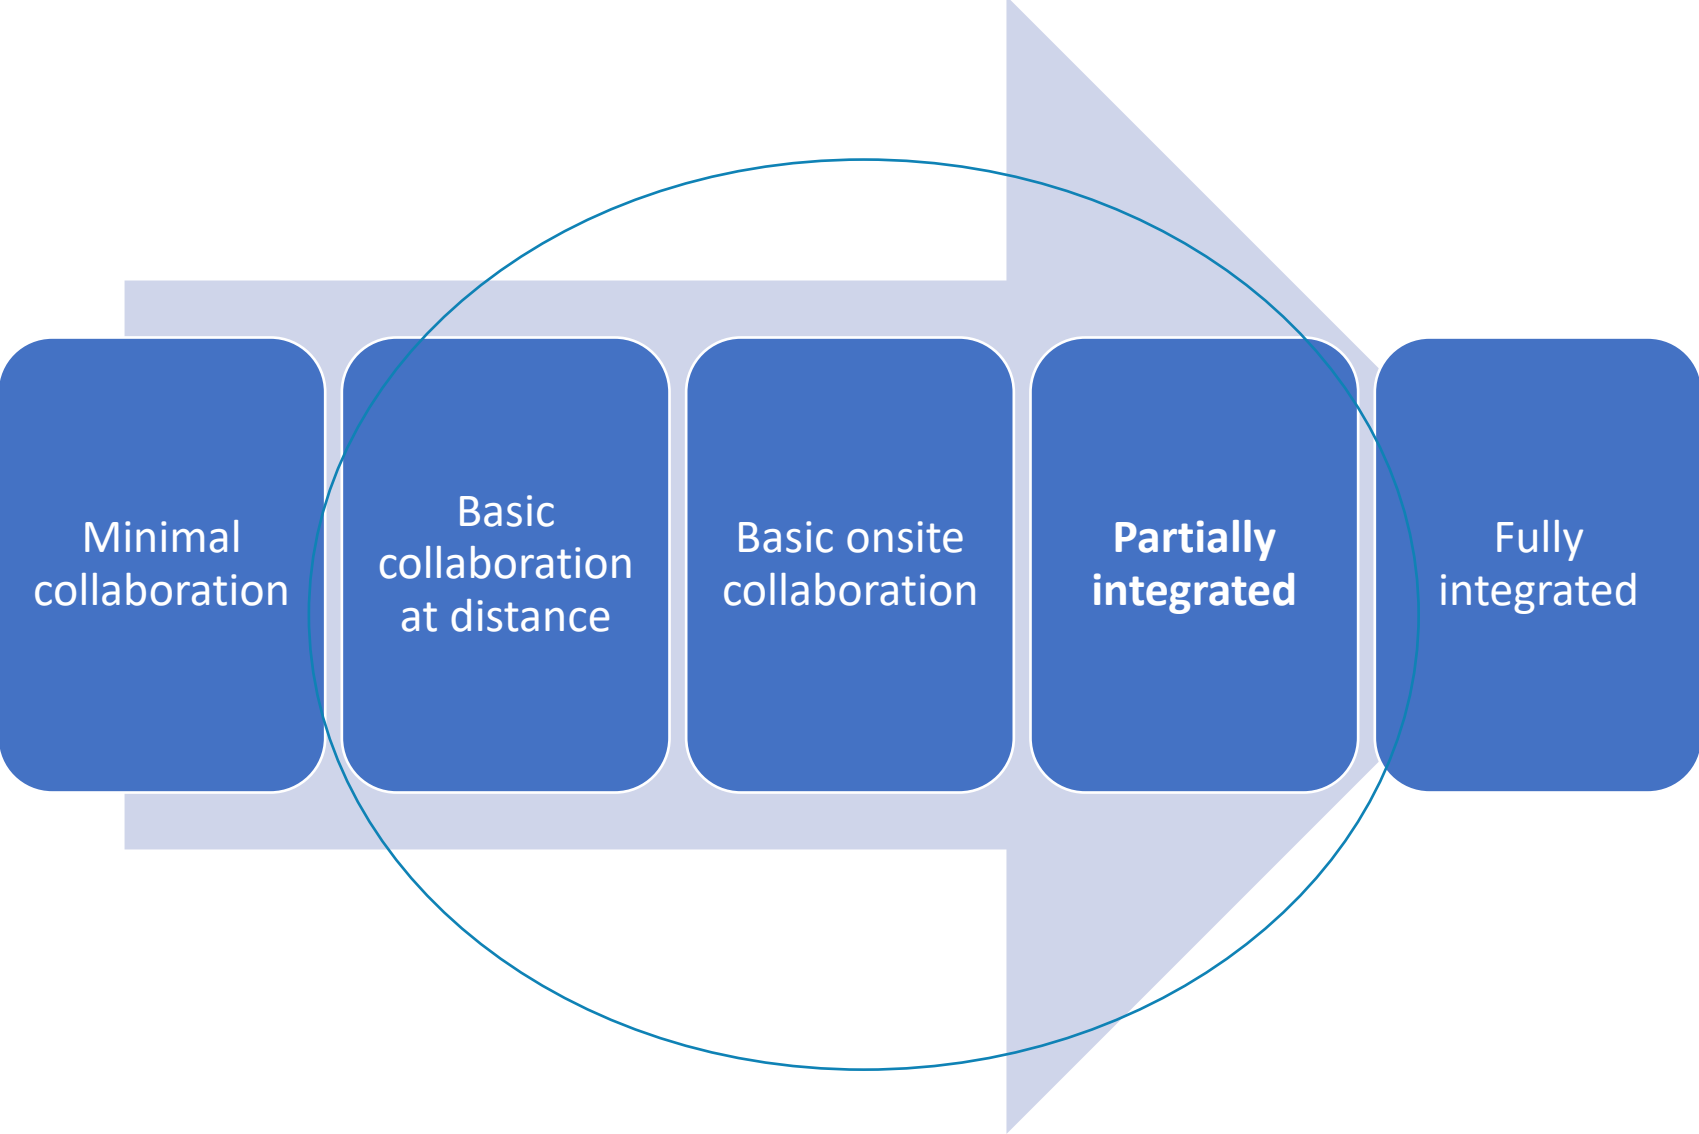 Minimal
collaboration
Basic
collaboration
at distance
Basic onsite
collaboration
Partially
integrated
Fully
integrated